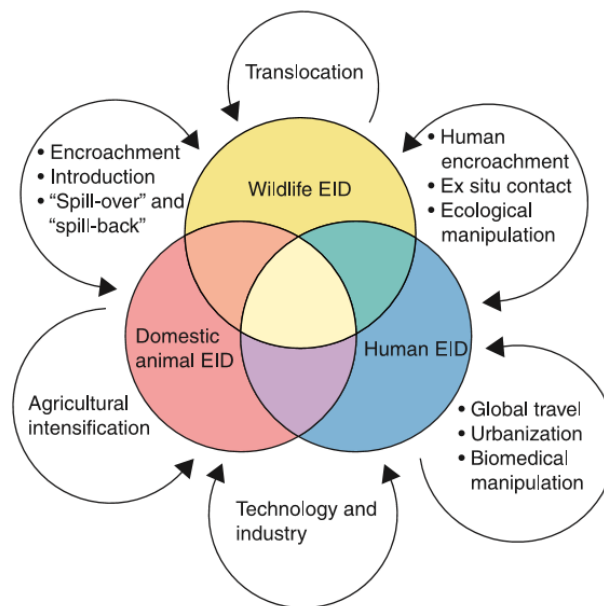 Translocation
• Encroachment
• Introduction
• “Spill-over” and
“spill-back”
• Human
encroachment
• Ex situ contact
• Ecological
manipulation
Wildlife EID
Domestic
animal EID
Human EID
Agricultural
intensification
• Global travel
• Urbanization
• Biomedical
manipulation
Technology and
industry